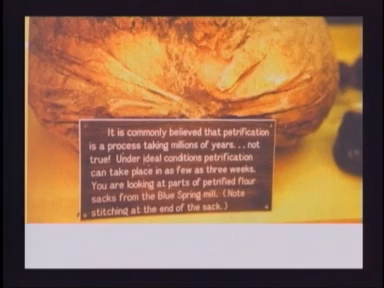 It is commonly believed that petrification
is a process taking millions of years...not
true! Under ideal conditions petrification
can take place in as few as three weeks.
You are looking at parts of petrified flour
sacks from the Blue Spring mill. (Note
stitching at the end of the sack.)